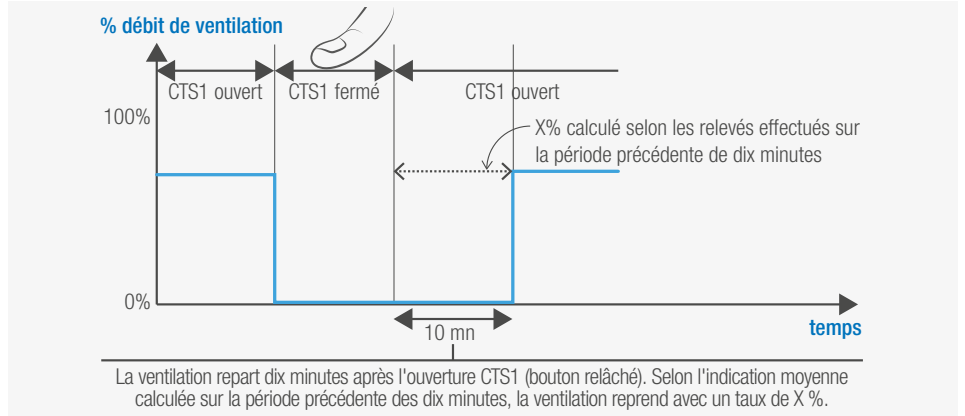 % débit de ventilation
CTS1 ouvert
CTS1 fermé
CTS1 ouvert
100%
X% calculé selon les relevés effectués sur
la période précédente de dix minutes
0%
10 mn
temps
La ventilation repart dix minutes après l'ouverture CTS1 (bouton relâché). Selon l'indication moyenne
calculée sur la période précédente des dix minutes, la ventilation reprend avec un taux de X %.